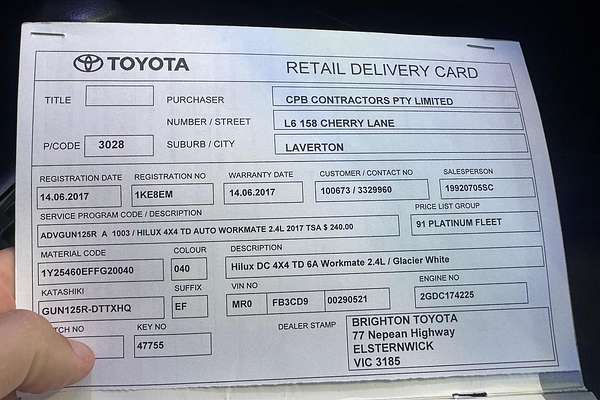 TOYOTA RETAIL DELIVERY CARD
TITLE PURCHASER CPB CONTRACTORS PTY LIMITED
NUMBER / STREET L6 158 CHERRY LANE
P/CODE 3028 SUBURB / CITY LAVERTON
REGISTRATION DATE REGISTRATION NO WARRANTY DATE CUSTOMER / CONTACT NO SALESPERSON
14.06.2017 1KE8EM 14.06.2017 100673 / 3329960 19920705SC
SERVICE PROGRAM CODE / DESCRIPTION PRICE LIST GROUP
ADVGUN125R A 1003 / HILUX 4X4 TD AUTO WORKMATE 2.4L 2017 TSA $ 240.00 91 PLATINUM FLEET
MATERIAL CODE COLOUR DESCRIPTION
1Y25460EFFG20040 040 Hilux DC 4X4 TD 6A Workmate 2.4L / Glacier White
KATASHIKI SUFFIX VIN NO ENGINE NO
GUN125R-DTTXHQ EF MR0 FB3CD9 00290521 2GDC174225
TCH NO KEY NO DEALER STAMP BRIGHTON TOYOTA
47755 77 Nepean Highway
ELSTERNWICK
VIC 3185